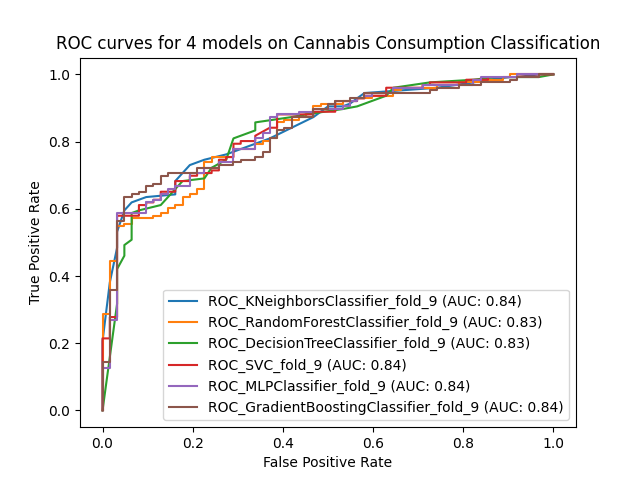 ROC curves for 4 models on Cannabis Consumption Classification
1.0
0.8
0.6
0.4
0.2
0.0
True Positive Rate
ROC_KNeighborsClassifier_fold_9 (AUC: 0.84)
ROC_RandomForestClassifier_fold_9 (AUC: 0.83)
ROC_DecisionTreeClassifier_fold_9 (AUC: 0.83)
ROC_SVC_fold_9 (AUC: 0.84)
ROC_MLPClassifier_fold_9 (AUC: 0.84)
ROC_GradientBoostingClassifier_fold_9 (AUC: 0.84)
0.0 0.2 0.4 0.6 0.8 1.0
False Positive Rate